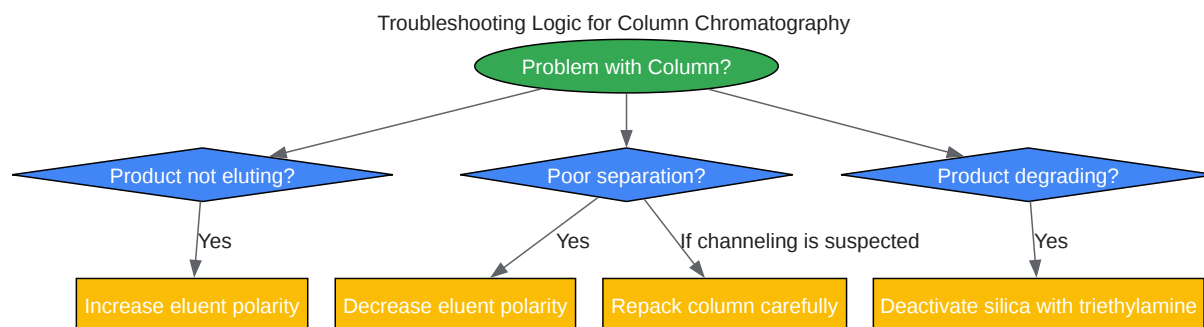 Troubleshooting Logic for Column Chromatography
Problem with Column?
Product not eluting?
Poor separation?
Product degrading?
Yes
Yes
If channeling is suspected
Yes
Increase eluent polarity
Decrease eluent polarity
Repack column carefully
Deactivate silica with triethylamine